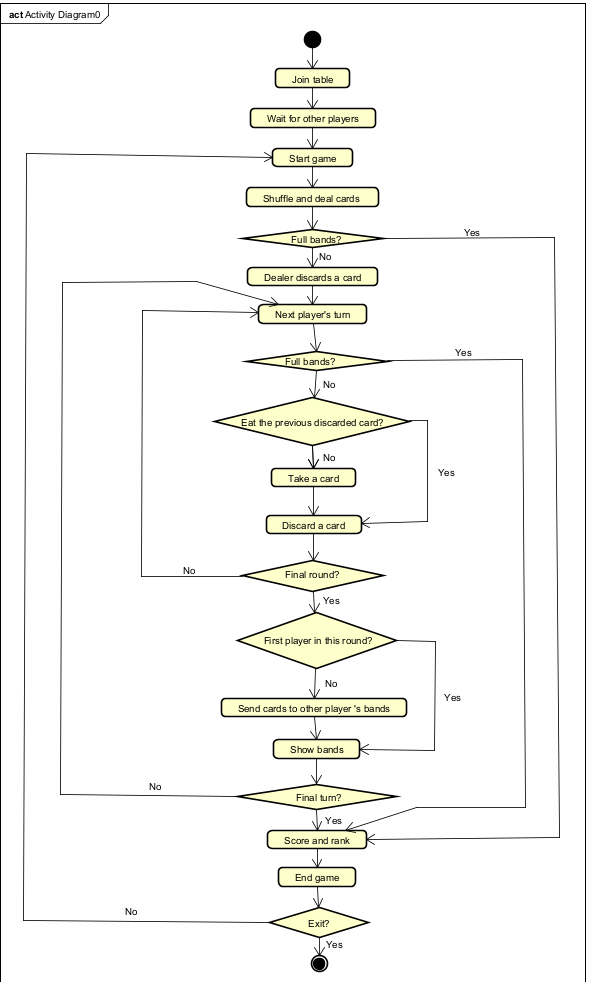 act Activity Diagram0
Join table
Wait for other players
Start game
Shuffle and deal cards
Full bands?
Yes
No
Dealer discards a card
Next player's turn
Full bands?
Yes
No
Eat the previous discarded card?
No
Yes
Take a card
Discard a card
Final round?
No
Yes
First player in this round?
No
Yes
Send cards to other player 's bands
Show bands
Final turn?
No
Yes
Score and rank
End game
Exit?
No
Yes